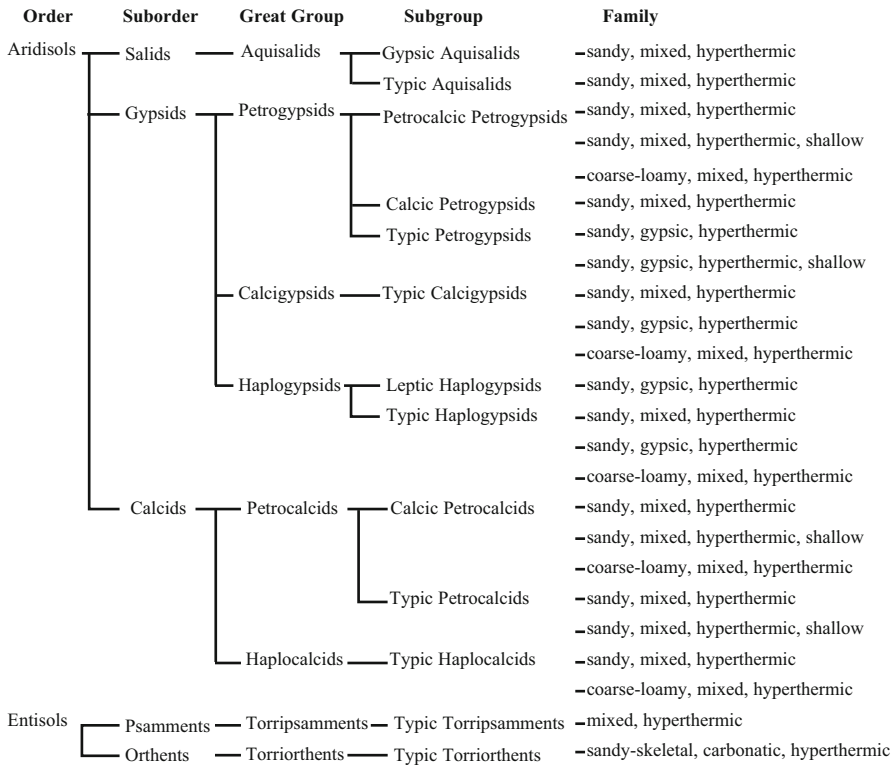 Order Suborder Great Group Subgroup Family
Aridisols Salids Aquisalids Gypsic Aquisalids sandy, mixed, hyperthermic
Typic Aquisalids sandy, mixed, hyperthermic
Gypsids Petrogypsids Petrocalcic Petrogypsids sandy, mixed, hyperthermic
sandy, mixed, hyperthermic, shallow
coarse-loamy, mixed, hyperthermic
Calcic Petrogypsids sandy, mixed, hyperthermic
Typic Petrogypsids sandy, gypsic, hyperthermic
sandy, gypsic, hyperthermic, shallow
Calcigypsids Typic Calcigypsids sandy, mixed, hyperthermic
sandy, gypsic, hyperthermic
coarse-loamy, mixed, hyperthermic
Haplogypsids Leptic Haplogypsids sandy, gypsic, hyperthermic
Typic Haplogypsids sandy, mixed, hyperthermic
sandy, gypsic, hyperthermic
coarse-loamy, mixed, hyperthermic
Calcids Petrocalcids Calcic Petrocalcids sandy, mixed, hyperthermic
sandy, mixed, hyperthermic, shallow
coarse-loamy, mixed, hyperthermic
Typic Petrocalcids sandy, mixed, hyperthermic
sandy, mixed, hyperthermic, shallow
Haplocalcids Typic Haplocalcids sandy, mixed, hyperthermic
coarse-loamy, mixed, hyperthermic
Entisols Psamments Torripsamments Typic Torripsamments mixed, hyperthermic
Orthents Torriorthents Typic Torriorthents sandy-skeletal, carbonatic, hyperthermic